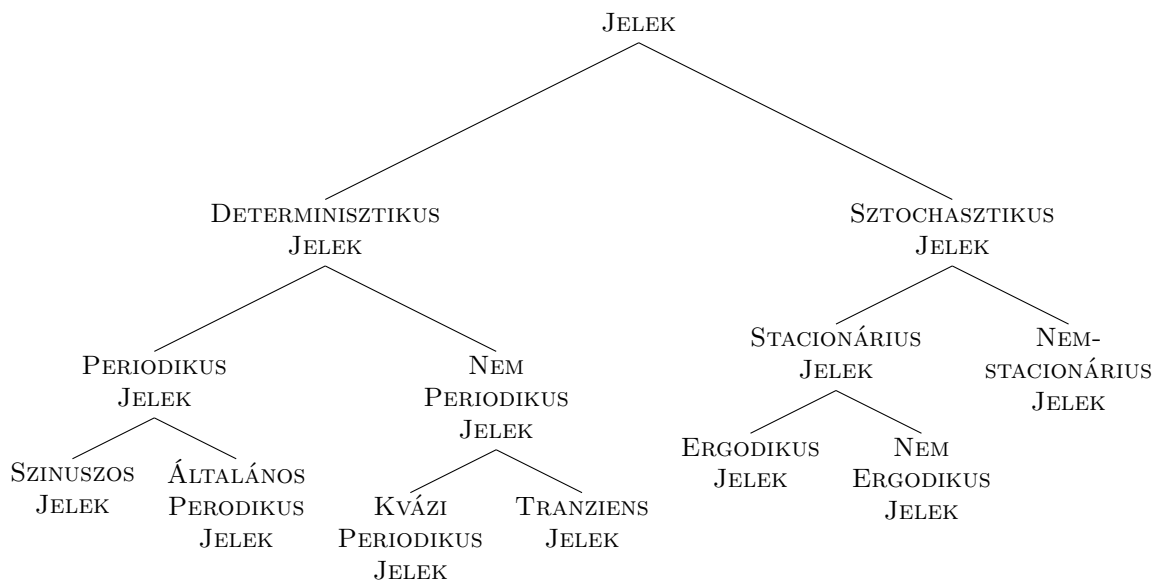 Jelek
Determinisztikus
Jelek
Sztochasztikus
Jelek
Periodikus
Jelek
Nem
Periodikus
Jelek
Stacionárius
Jelek
Nem-
stacionárius
Jelek
Szinuszos
Jelek
Általános
Perodikus
Jelek
Kvázi
Periodikus
Jelek
Tranziens
Jelek
Ergodikus
Jelek
Nem
Ergodikus
Jelek